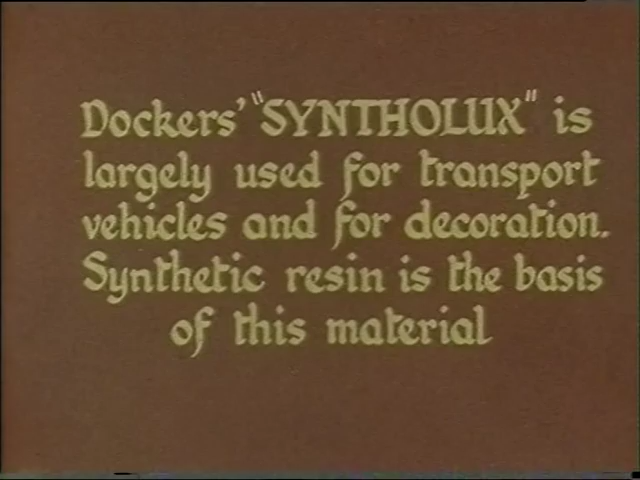 Dockers' "SYNTHOLUX" is
largely used for transport
vehicles and for decoration.
Synthetic resin is the basis
of this material